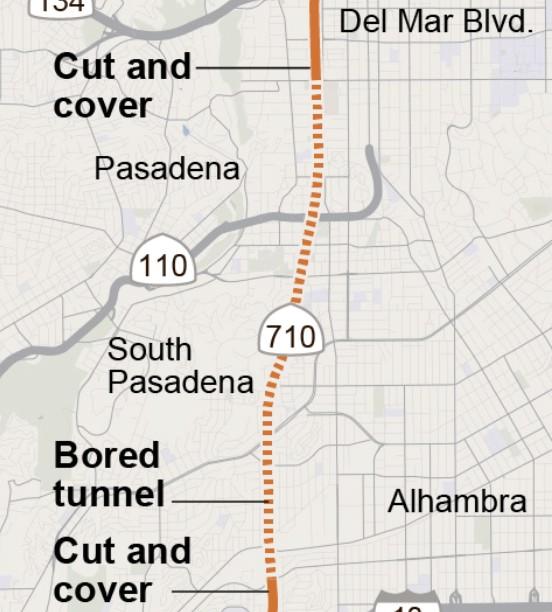 134
Del Mar Blvd.
Cut and
cover
Pasadena
110
710
South
Pasadena
Bored
tunnel
Alhambra
Cut and
cover
10